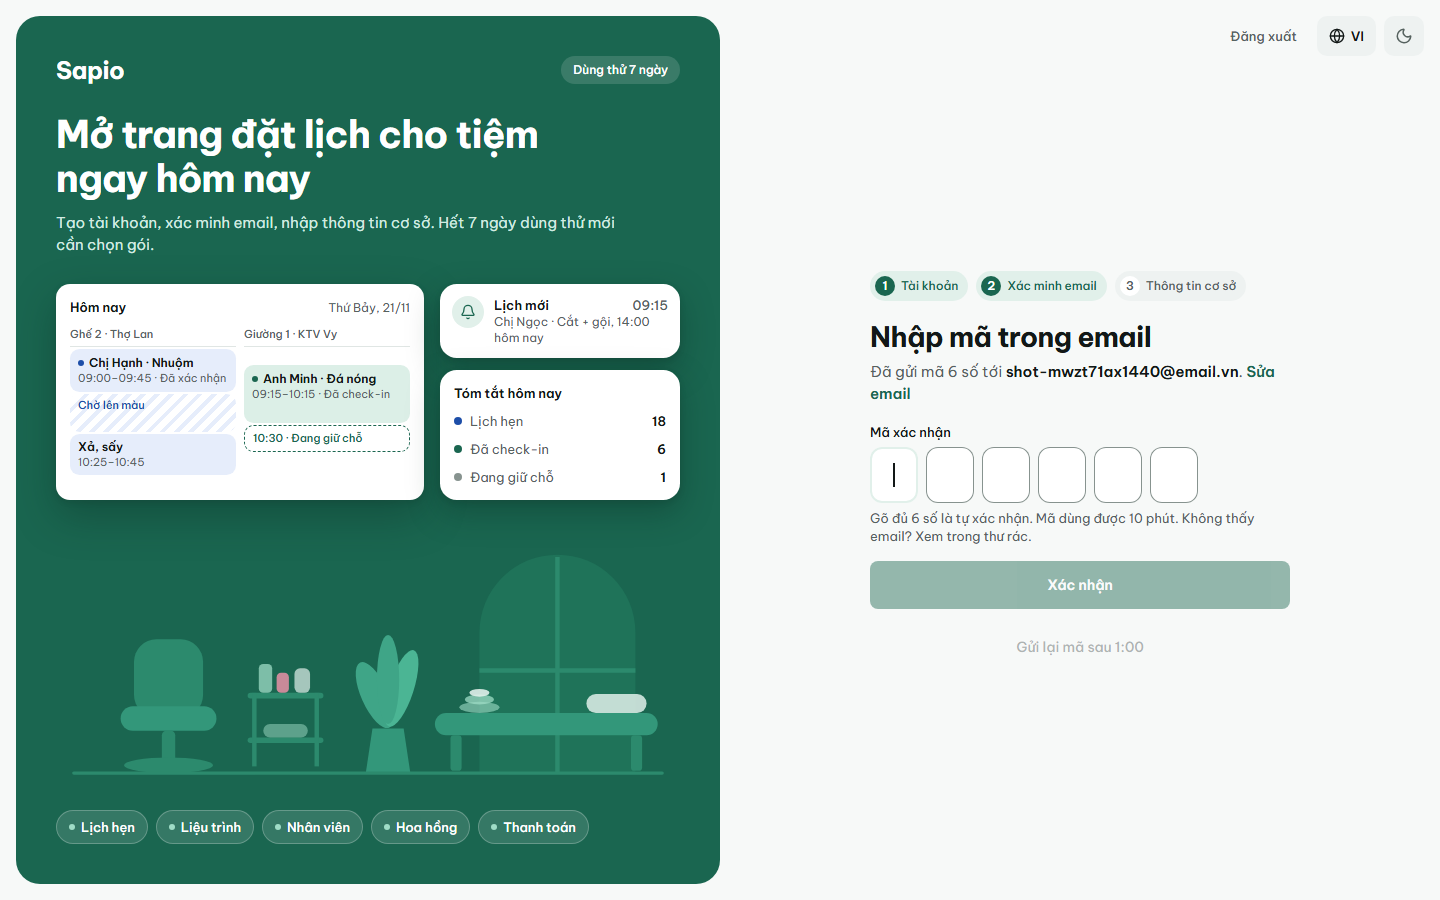 Sapio
Dùng thử 7 ngày
Mở trang đặt lịch cho tiệm
ngay hôm nay
Tạo tài khoản, xác minh email, nhập thông tin cơ sở. Hết 7 ngày dùng thử mới
cần chọn gói.
Hôm nay
Thứ Bảy, 21/11
Ghế 2 · Thợ Lan
Giường 1 · KTV Vy
Chị Hạnh · Nhuộm
09:00–09:45 · Đã xác nhận
Chờ lên màu
Xả, sấy
10:25–10:45
Anh Minh · Đá nóng
09:15–10:15 · Đã check-in
10:30 · Đang giữ chỗ
Lịch mới
09:15
Chị Ngọc · Cắt + gội, 14:00
hôm nay
Tóm tắt hôm nay
Lịch hẹn 18
Đã check-in 6
Đang giữ chỗ 1
Lịch hẹn
Liệu trình
Nhân viên
Hoa hồng
Thanh toán
Đăng xuất
VI
1 Tài khoản
2 Xác minh email
3 Thông tin cơ sở
Nhập mã trong email
Đã gửi mã 6 số tới shot-mwzt71ax1440@email.vn. Sửa
email
Mã xác nhận
Gõ đủ 6 số là tự xác nhận. Mã dùng được 10 phút. Không thấy
email? Xem trong thư rác.
Xác nhận
Gửi lại mã sau 1:00